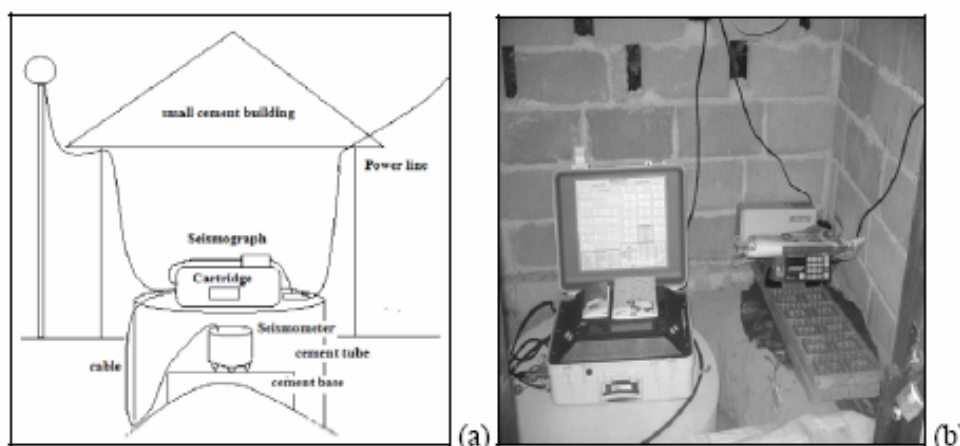 small cement building
Power line
Seismograph
Cartridge
Seismometer
cement tube
cable
cement base
(a)
(b)